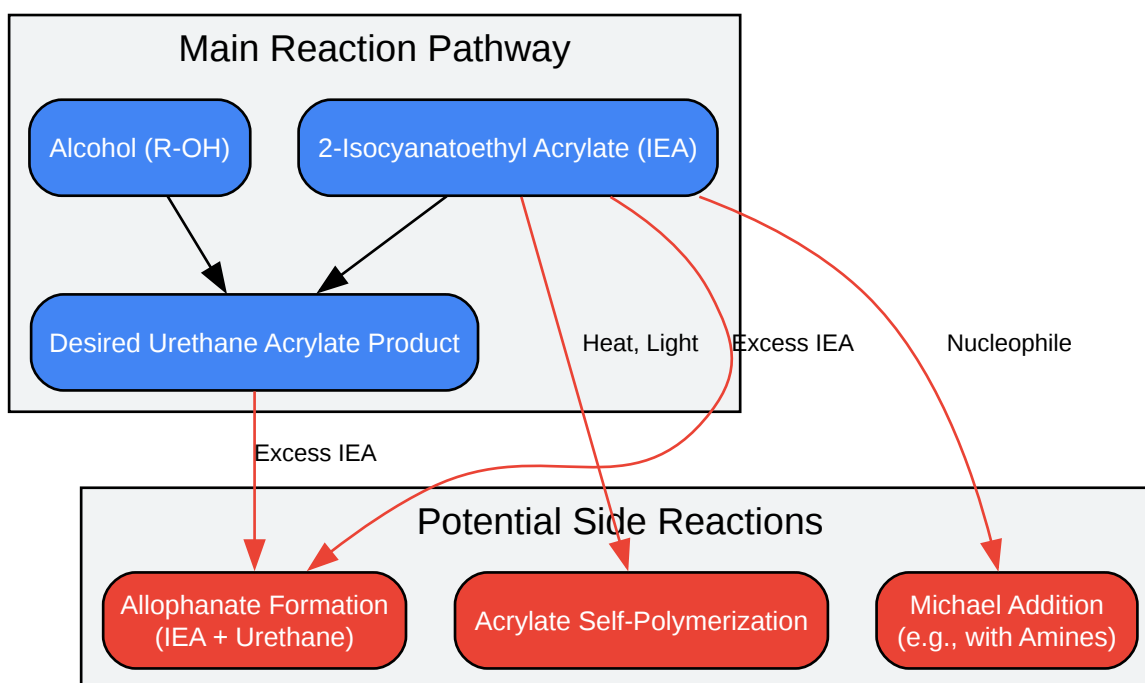 Main Reaction Pathway
Alcohol (R-OH)
2-Isocyanatoethyl Acrylate (IEA)
Desired Urethane Acrylate Product
Heat, Light
Excess IEA
Nucleophile
Excess IEA
Potential Side Reactions
Allophanate Formation
(IEA + Urethane)
Acrylate Self-Polymerization
Michael Addition
(e.g., with Amines)